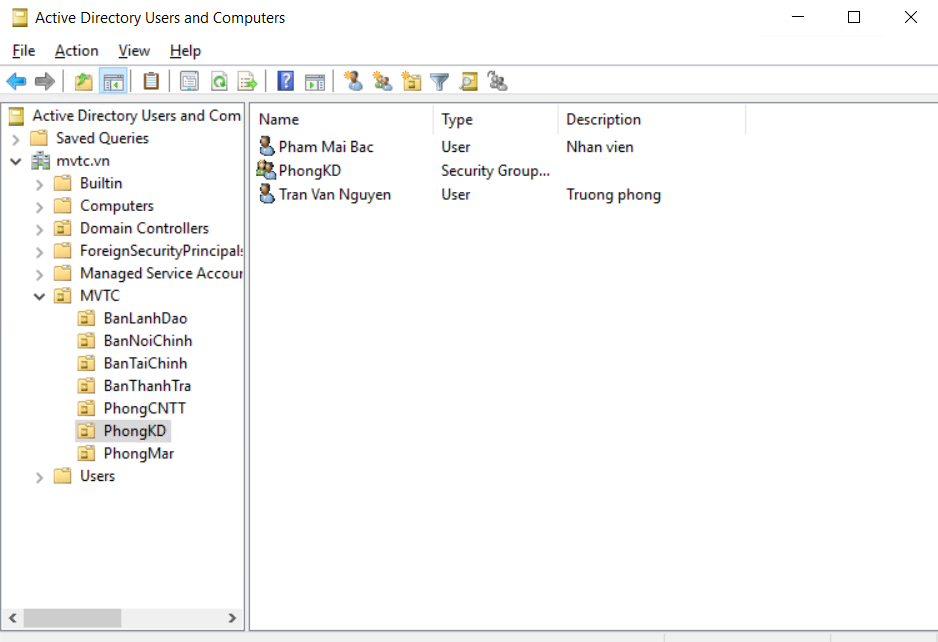 Active Directory Users and Computers
File Action View Help
Active Directory Users and Com
Saved Queries
mvtc.vn
Builtin
Computers
Domain Controllers
ForeignSecurityPrincipals
Managed Service Accoun
MVTC
BanLanhDao
BanNoiChinh
BanTaiChinh
BanThanhTra
PhongCNTT
PhongKD
PhongMar
Users
Name Type Description
Pham Mai Bac User Nhan vien
PhongKD Security Group...
Tran Van Nguyen User Truong phong